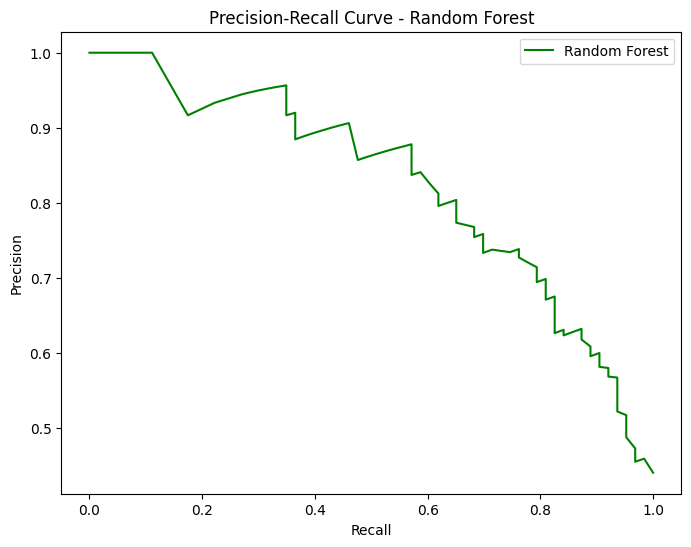 Precision-Recall Curve - Random Forest
Random Forest
1.0
0.9
0.8
0.7
0.6
0.5
Precision
0.0 0.2 0.4 0.6 0.8 1.0
Recall